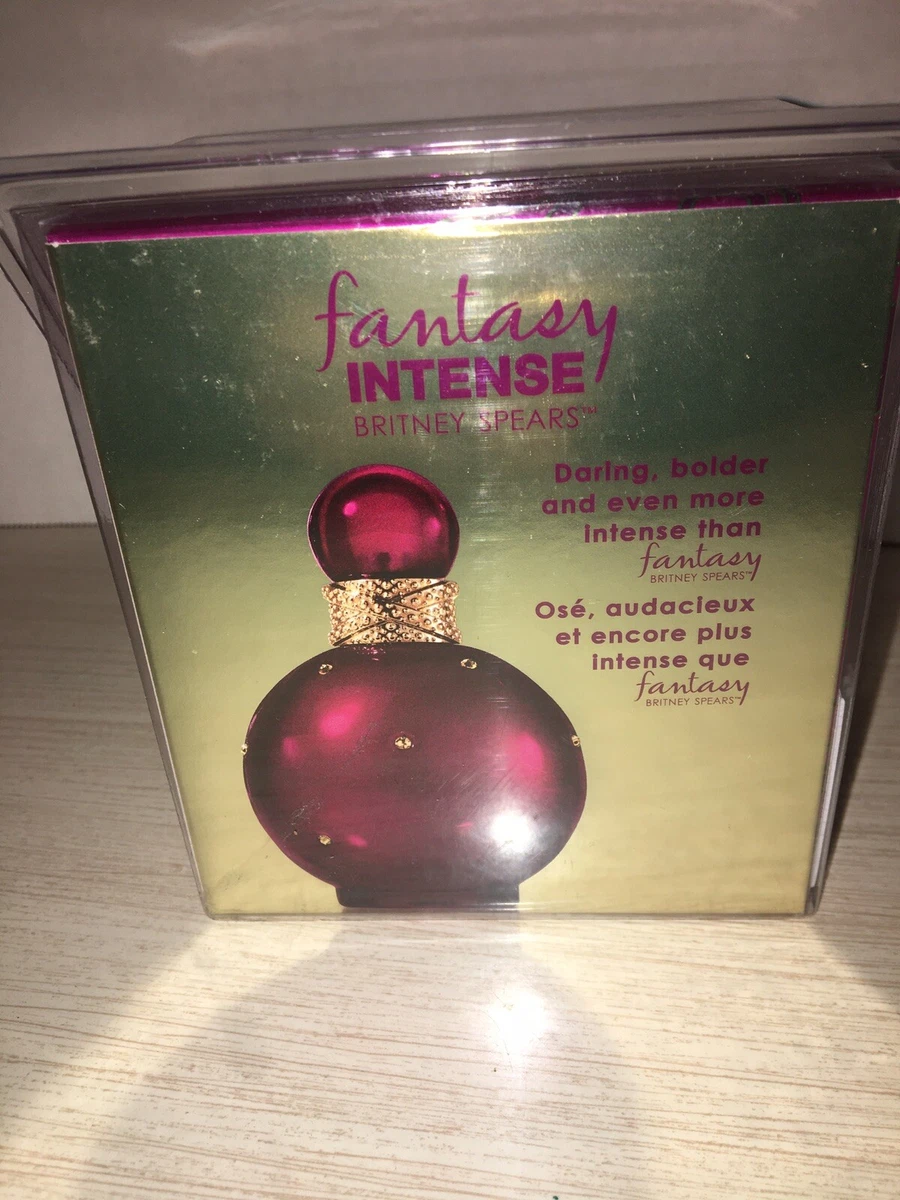 fantasy
INTENSE
BRITNEY SPEARS™
Daring, bolder
and even more
intense than
fantasy
BRITNEY SPEARS™
Osé, audacieux
et encore plus
intense que
fantasy
BRITNEY SPEARS™